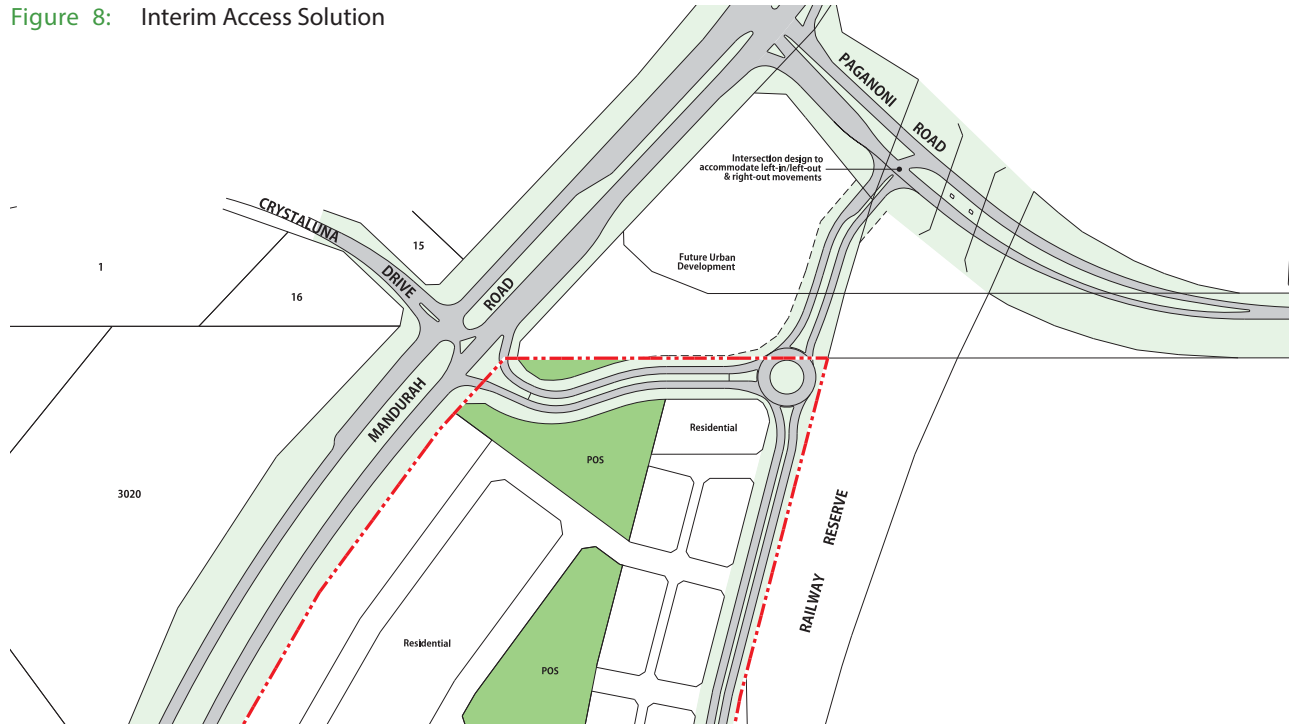 Figure 8: Interim Access Solution
PAGANONI
ROAD
Intersection design to
accommodate left-in/left-out
& right-out movements
CRYSTALUNA
DRIVE
15
1
16
ROAD
Future Urban
Development
MANDURAH
Residential
POS
3020
RAILWAY RESERVE
Residential
POS